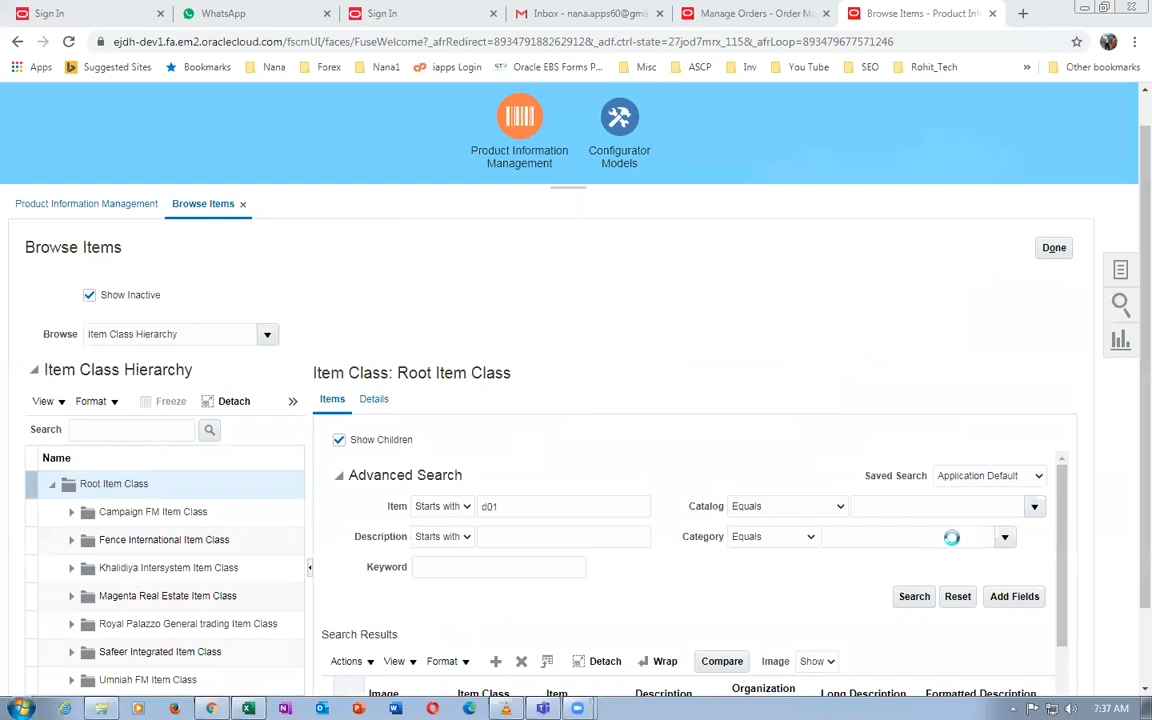 Sign In
WhatsApp
Sign In
Inbox - nana.apps60@gma
Manage Orders - Order Ma
Browse Items - Product Inf
ejdh-dev1.fa.em2.oraclecloud.com/fscmUI/faces/FuseWelcome?_afrRedirect=893479188262912&_adf.ctrl-state=27jod7mrx_115&_afrLoop=893479677571246
Apps Suggested Sites Bookmarks Nana Forex Nana1 iapps Login Oracle EBS Forms P... Misc ASCP Inv You Tube SEO Rohit_Tech » Other bookmarks
Product Information Management
Configurator Models
Product Information Management Browse Items
Browse Items
Done
Show Inactive
Browse Item Class Hierarchy
Item Class Hierarchy
Item Class: Root Item Class
View Format Freeze Detach »
Items Details
Search
Show Children
Name
Advanced Search
Saved Search Application Default
Root Item Class
Campaign FM Item Class
Fence International Item Class
Khalidiya Intersystem Item Class
Magenta Real Estate Item Class
Royal Palazzo General trading Item Class
Safeer Integrated Item Class
Umniah FM Item Class
Item Starts with d01
Catalog Equals
Description Starts with
Category Equals
Keyword
Search Reset Add Fields
Search Results
Actions View Format Detach Wrap Compare Image Show
Image Item Class Item Description Organization Long Description Formatted Description
7:37 AM